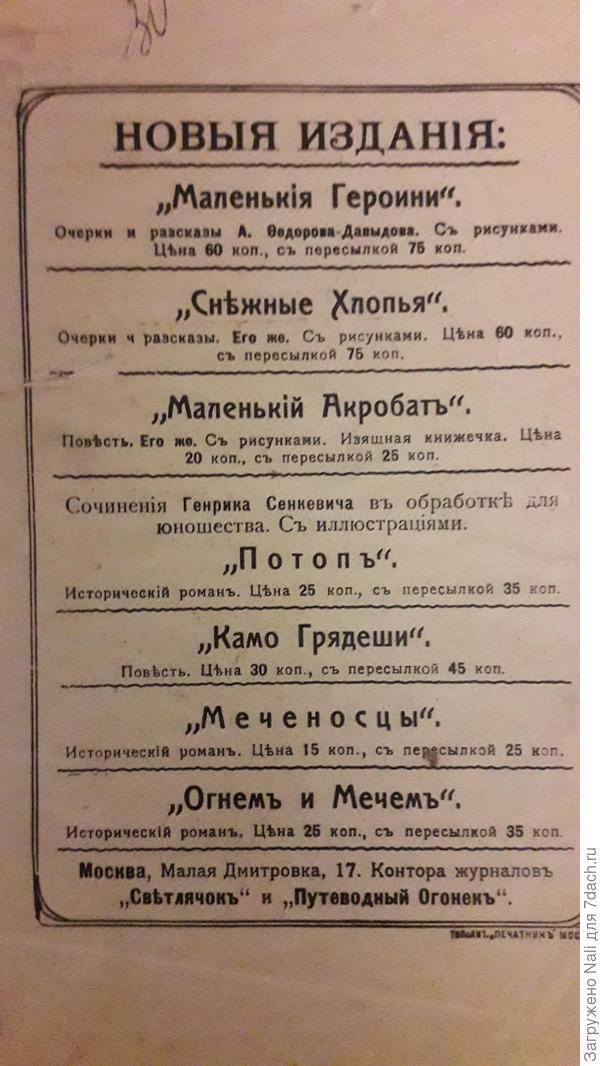 30
НОВЫЯ ИЗДАНІЯ:
„Маленькія Героини“.
Очерки и разсказы А. Ѳедорова-Давыдова. Съ рисунками.
Цѣна 60 коп., съ пересылкой 75 коп.
„Снѣжные Хлопья“.
Очерки и разсказы. Его же. Съ рисунками. Цѣна 60 коп.,
съ пересылкой 75 коп.
„Маленькій Акробатъ“.
Повѣсть. Его же. Съ рисунками. Изящная книжечка. Цѣна
20 коп., съ пересылкой 25 коп.
Сочиненія Генрика Сенкевича въ обработкѣ для
юношества. Съ иллюстраціями.
„Потопъ“.
Историческій романъ. Цѣна 25 коп., съ пересылкой 35 коп.
„Камо Грядеши“.
Повѣсть. Цѣна 30 коп., съ пересылкой 45 коп.
„Меченосцы“.
Историческій романъ. Цѣна 15 коп., съ пересылкой 25 коп.
„Огнемъ и Мечемъ“.
Историческій романъ. Цѣна 25 коп., съ пересылкой 35 коп.
Москва, Малая Дмитровка, 17. Контора журналовъ
„Свѣтлячокъ“ и „Путеводный Огонекъ“.
„ПЕЧАТНИКЪ“ МОС
Загружено Nali для 7dach.ru